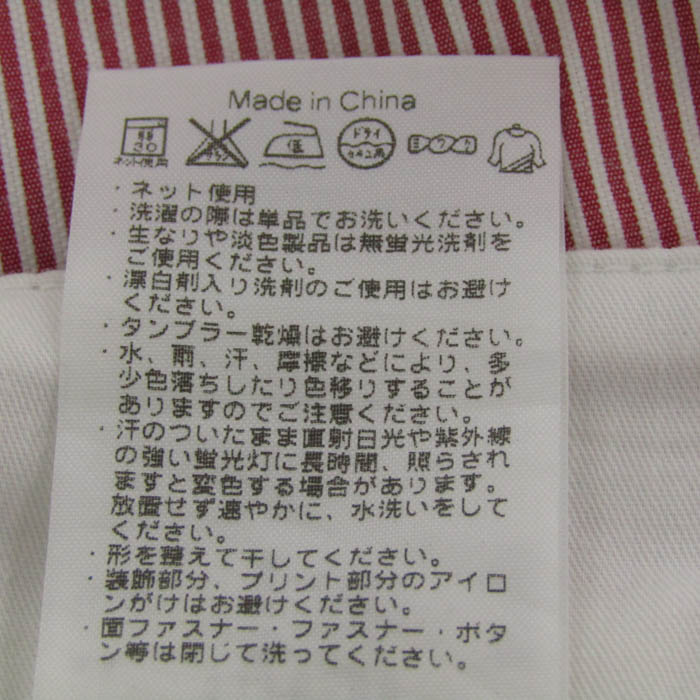 Made in China
弱
30
ネット使用
低
ドライ
セキユ系
・ネット使用
・洗濯の際は単品でお洗いください。
・生なりや淡色製品は無蛍光洗剤を
ご使用ください。
・漂白剤入り洗剤のご使用はお避け
ください。
・タンブラー乾燥はお避けください。
・水、雨、汗、摩擦などにより、多
少色落ちしたり色移りすることが
ありますのでご注意ください。
・汗のついたまま直射日光や紫外線
の強い蛍光灯に長時間、照らされ
ますと変色する場合があります。
放置せず速やかに、水洗いをして
ください。
・形を整えて干してください。
・装飾部分、プリント部分のアイロ
ンがけはお避けください。
・面ファスナー・ファスナー・ボタ
ン等は閉じて洗ってください。